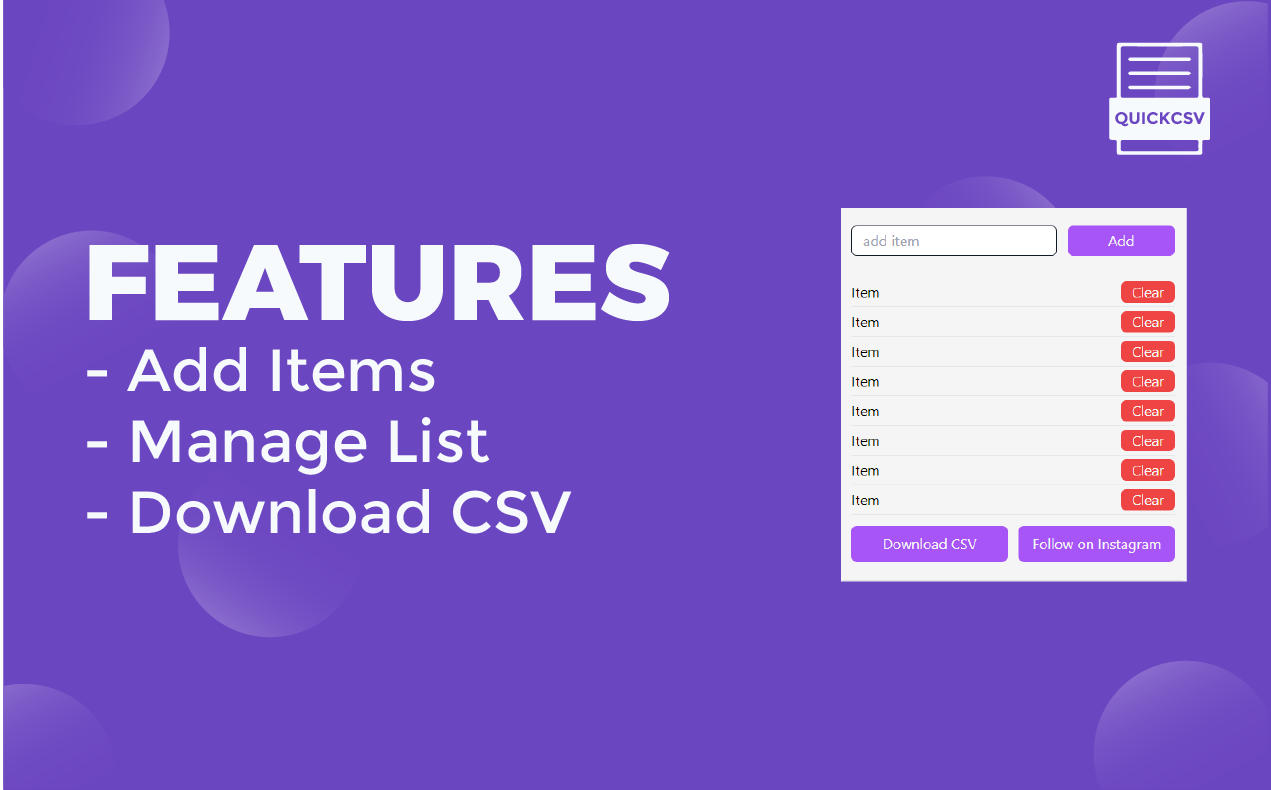 QUICKCSV
FEATURES
- Add Items
- Manage List
- Download CSV
add item Add
Item Clear
Item Clear
Item Clear
Item Clear
Item Clear
Item Clear
Item Clear
Item Clear
Download CSV Follow on Instagram